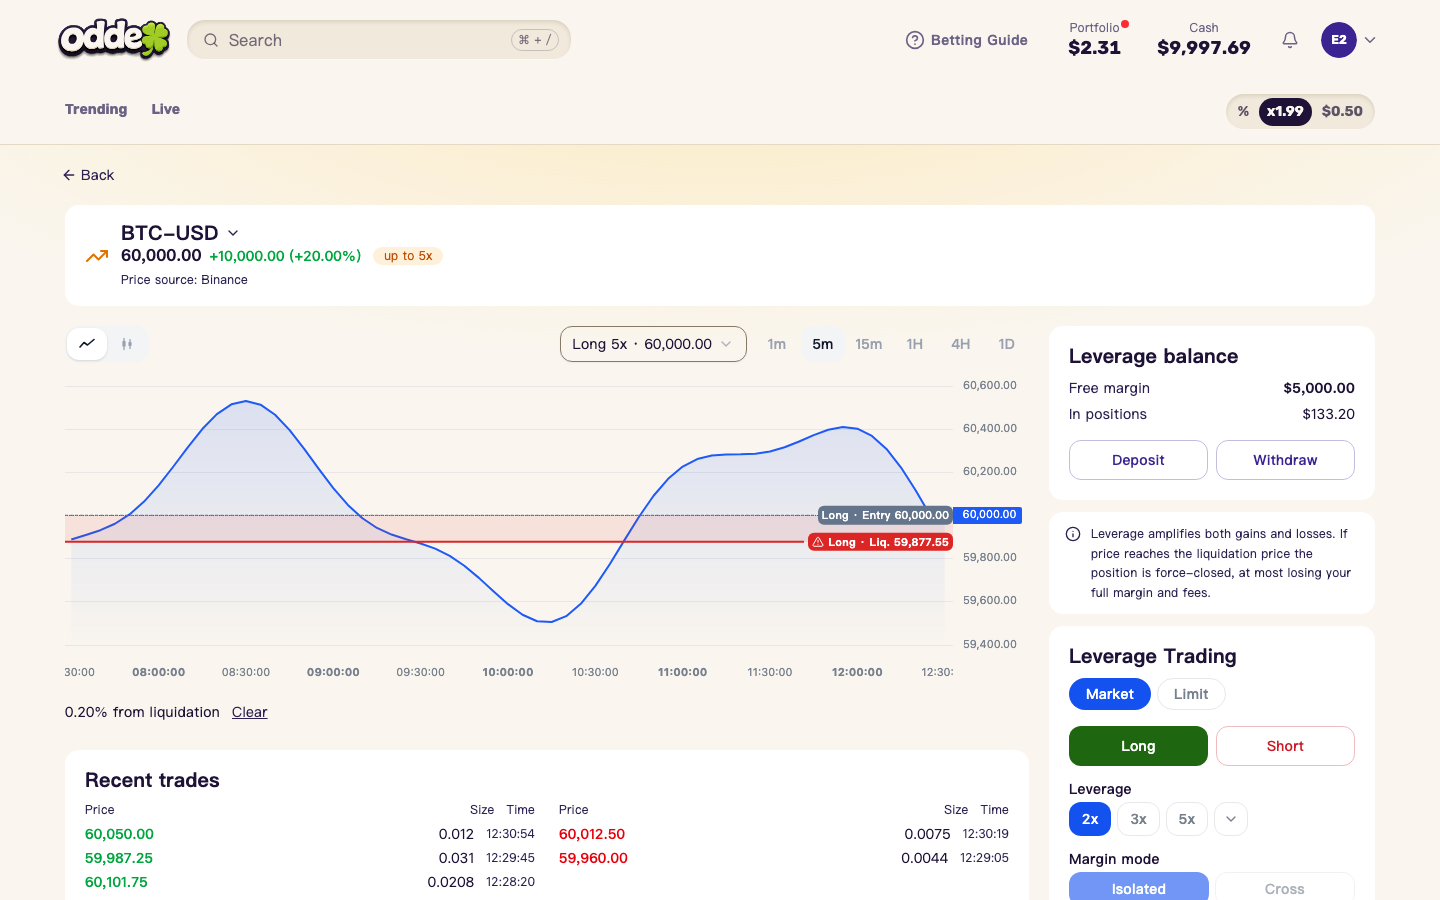 odde
Search
⌘ + /
Betting Guide
Portfolio
$2.31
Cash
$9,997.69
E2
Trending
Live
%
x1.99
$0.50
Back
BTC-USD
60,000.00 +10,000.00 (+20.00%) up to 5x
Price source: Binance
Long 5x · 60,000.00
1m 5m 15m 1H 4H 1D
60,600.00
60,400.00
60,200.00
Long · Entry 60,000.00 60,000.00
Long · Liq. 59,877.55
59,800.00
59,600.00
59,400.00
30:00 08:00:00 08:30:00 09:00:00 09:30:00 10:00:00 10:30:00 11:00:00 11:30:00 12:00:00 12:30:
0.20% from liquidation Clear
Recent trades
Price Size Time Price Size Time
60,050.00 0.012 12:30:54 60,012.50 0.0075 12:30:19
59,987.25 0.031 12:29:45 59,960.00 0.0044 12:29:05
60,101.75 0.0208 12:28:20
Leverage balance
Free margin $5,000.00
In positions $133.20
Deposit Withdraw
Leverage amplifies both gains and losses. If
price reaches the liquidation price the
position is force-closed, at most losing your
full margin and fees.
Leverage Trading
Market Limit
Long Short
Leverage
2x 3x 5x
Margin mode
Isolated Cross